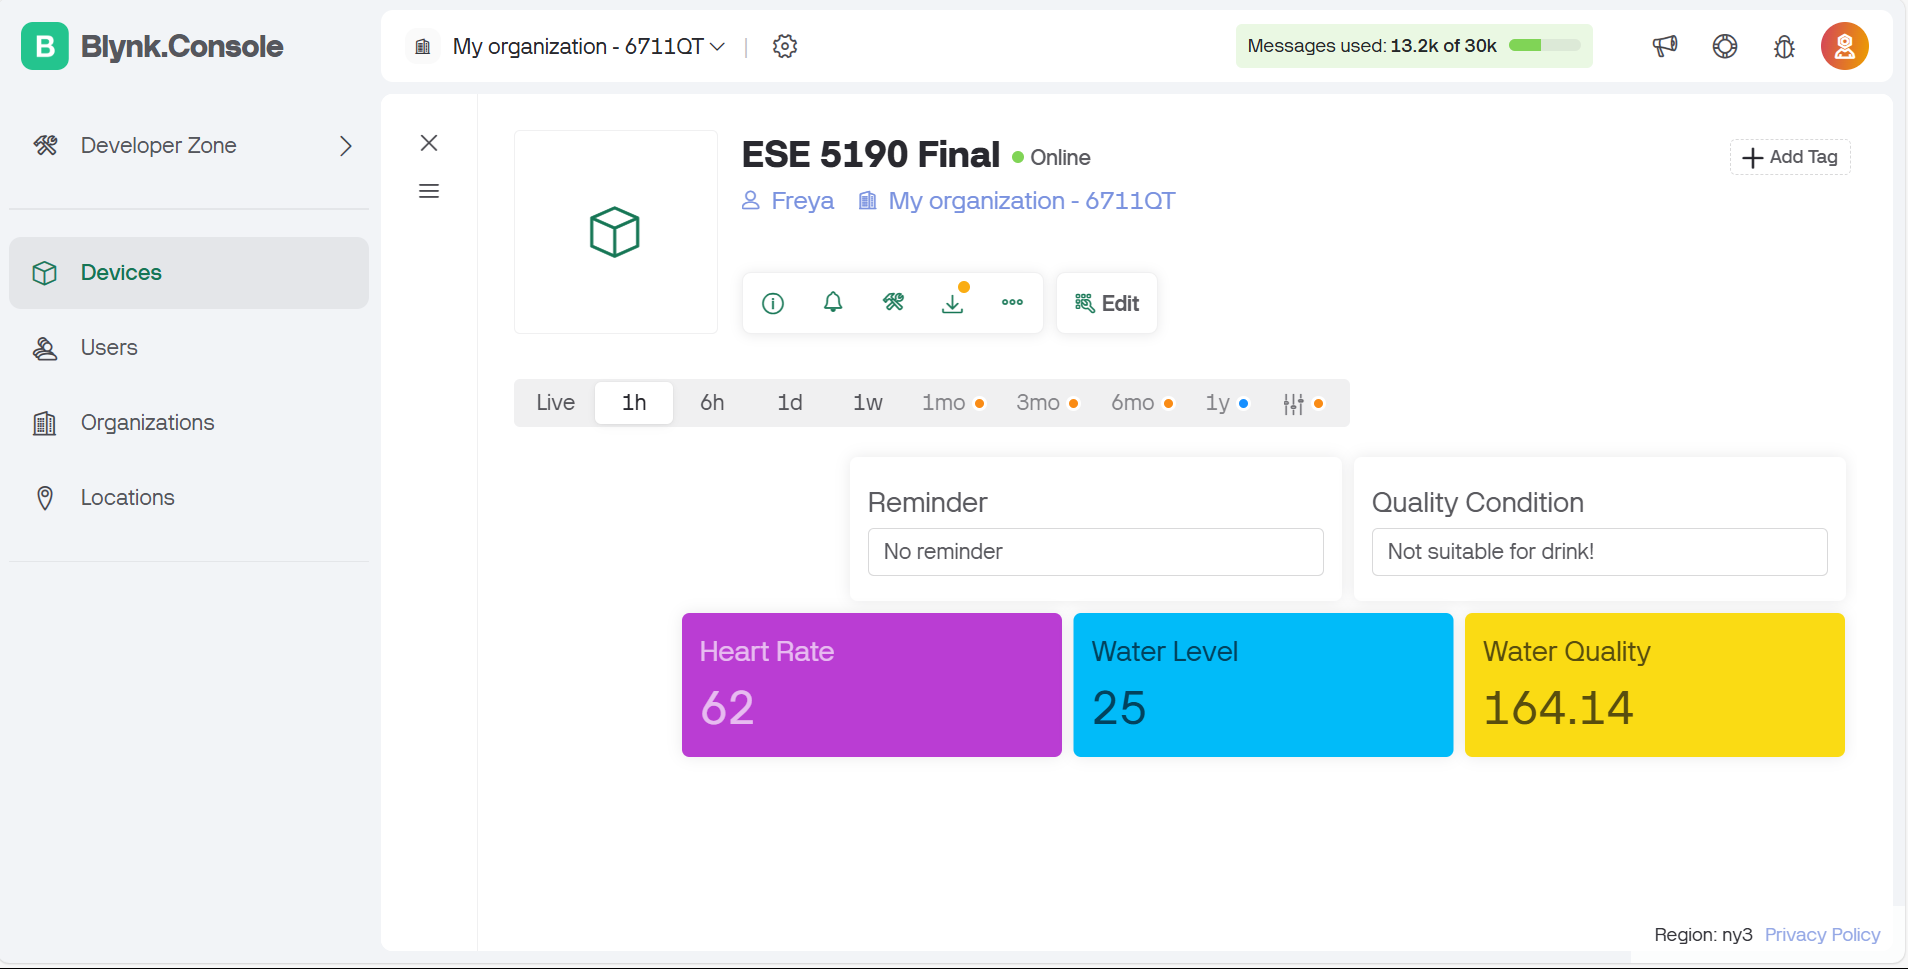 B Blynk.Console
My organization - 6711QT
Messages used: 13.2k of 30k
Developer Zone
Devices
Users
Organizations
Locations
ESE 5190 Final
Online
Add Tag
Freya
My organization - 6711QT
Edit
Live 1h 6h 1d 1w 1mo 3mo 6mo 1y
Reminder
No reminder
Quality Condition
Not suitable for drink!
Heart Rate
62
Water Level
25
Water Quality
164.14
Region: ny3 Privacy Policy